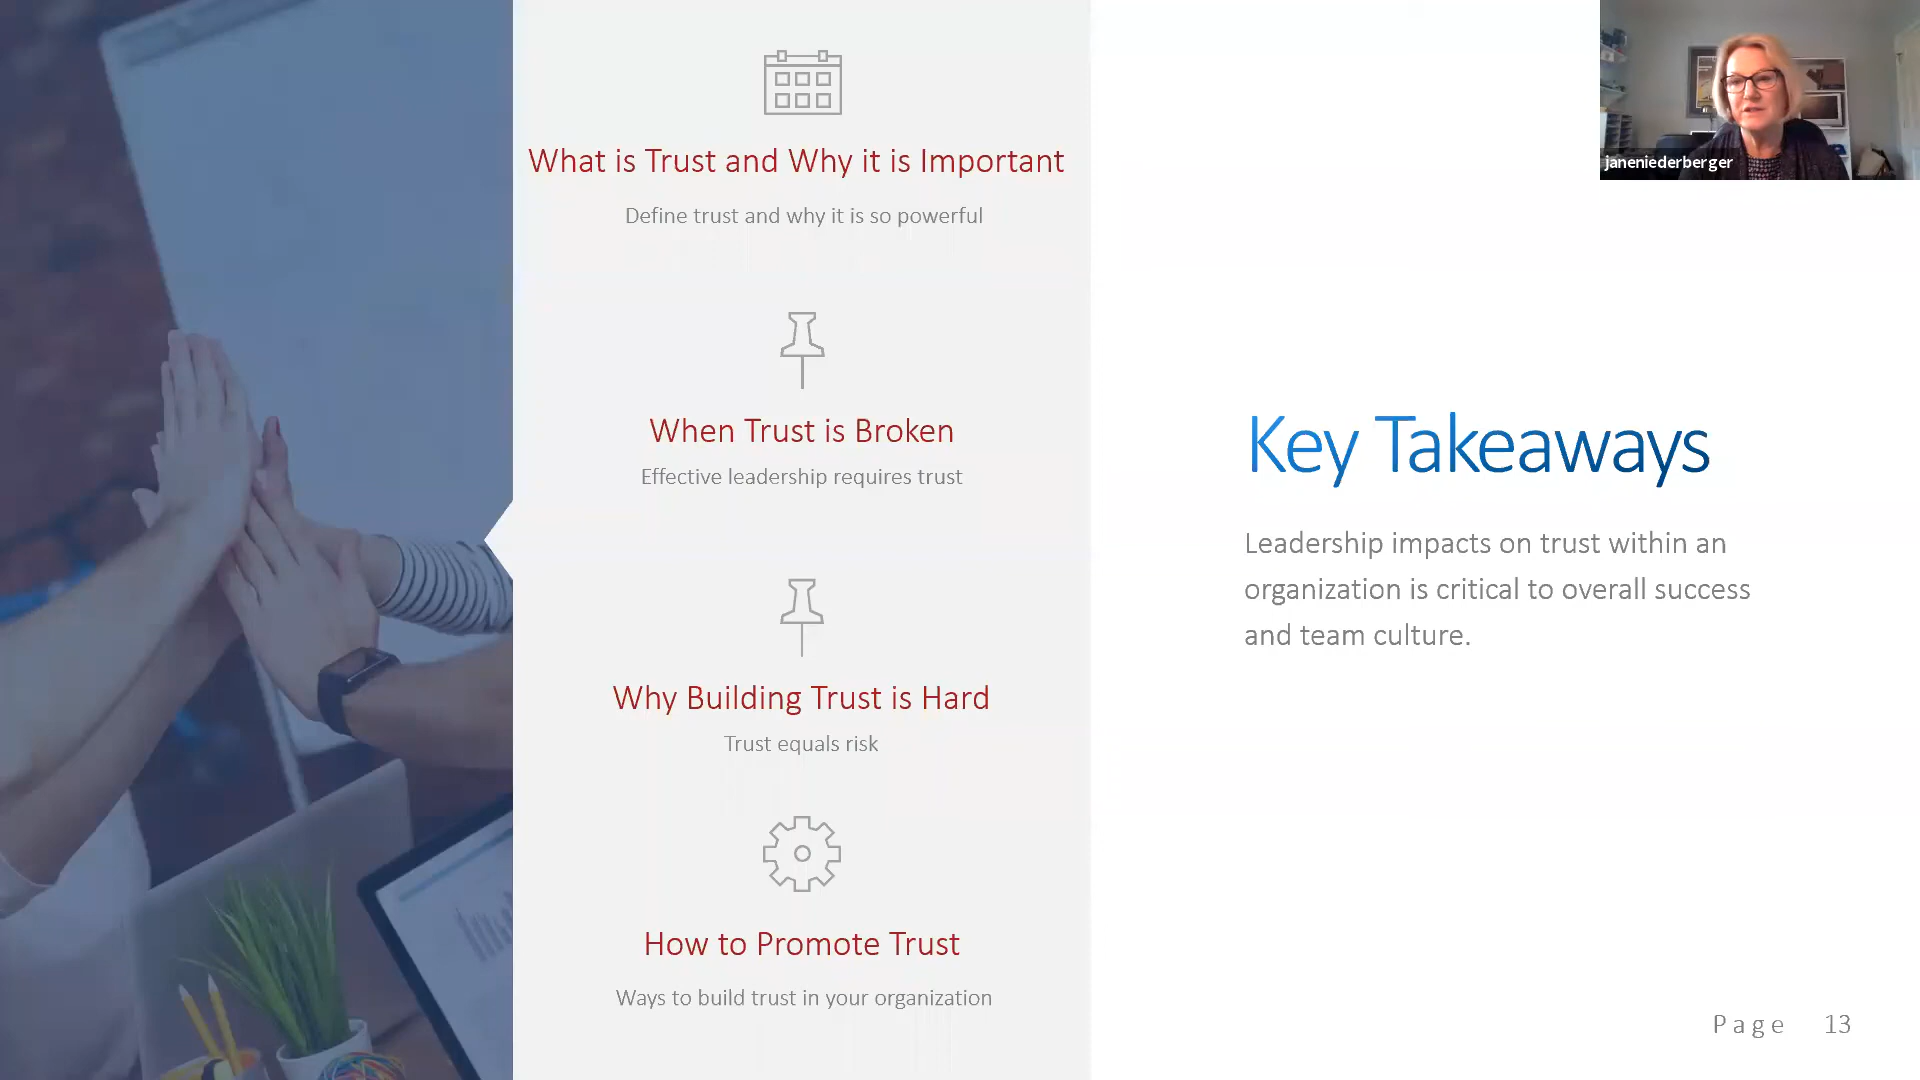 What is Trust and Why it is Important
Define trust and why it is so powerful
When Trust is Broken
Effective leadership requires trust
Why Building Trust is Hard
Trust equals risk
How to Promote Trust
Ways to build trust in your organization
Key Takeaways
Leadership impacts on trust within an
organization is critical to overall success
and team culture.
janeniederberger
Page 13